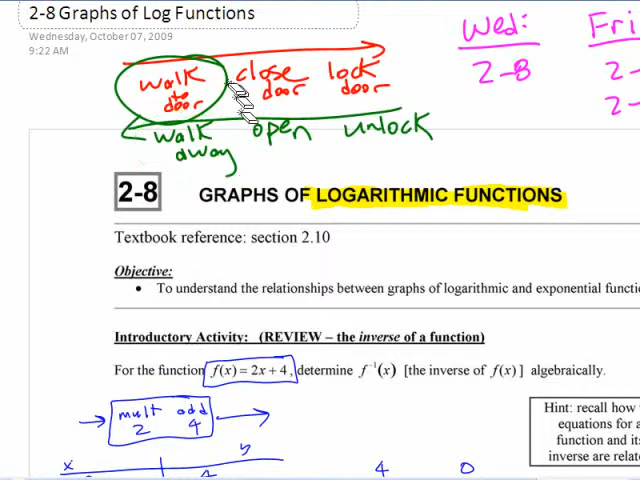 2-8 Graphs of Log Functions
Wednesday, October 07, 2009
9:22 AM
Wed: Fri
2-8 2-
2-
walk to door close door lock door
walk away open unlock
2-8 GRAPHS OF LOGARITHMIC FUNCTIONS
Textbook reference: section 2.10
Objective:
• To understand the relationships between graphs of logarithmic and exponential functi
Introductory Activity: (REVIEW – the inverse of a function)
For the function f(x) = 2x + 4, determine f⁻¹(x) [the inverse of f(x)] algebraically.
mult add
2 4
Hint: recall how
equations for a
function and its
inverse are relate
x y
4 0